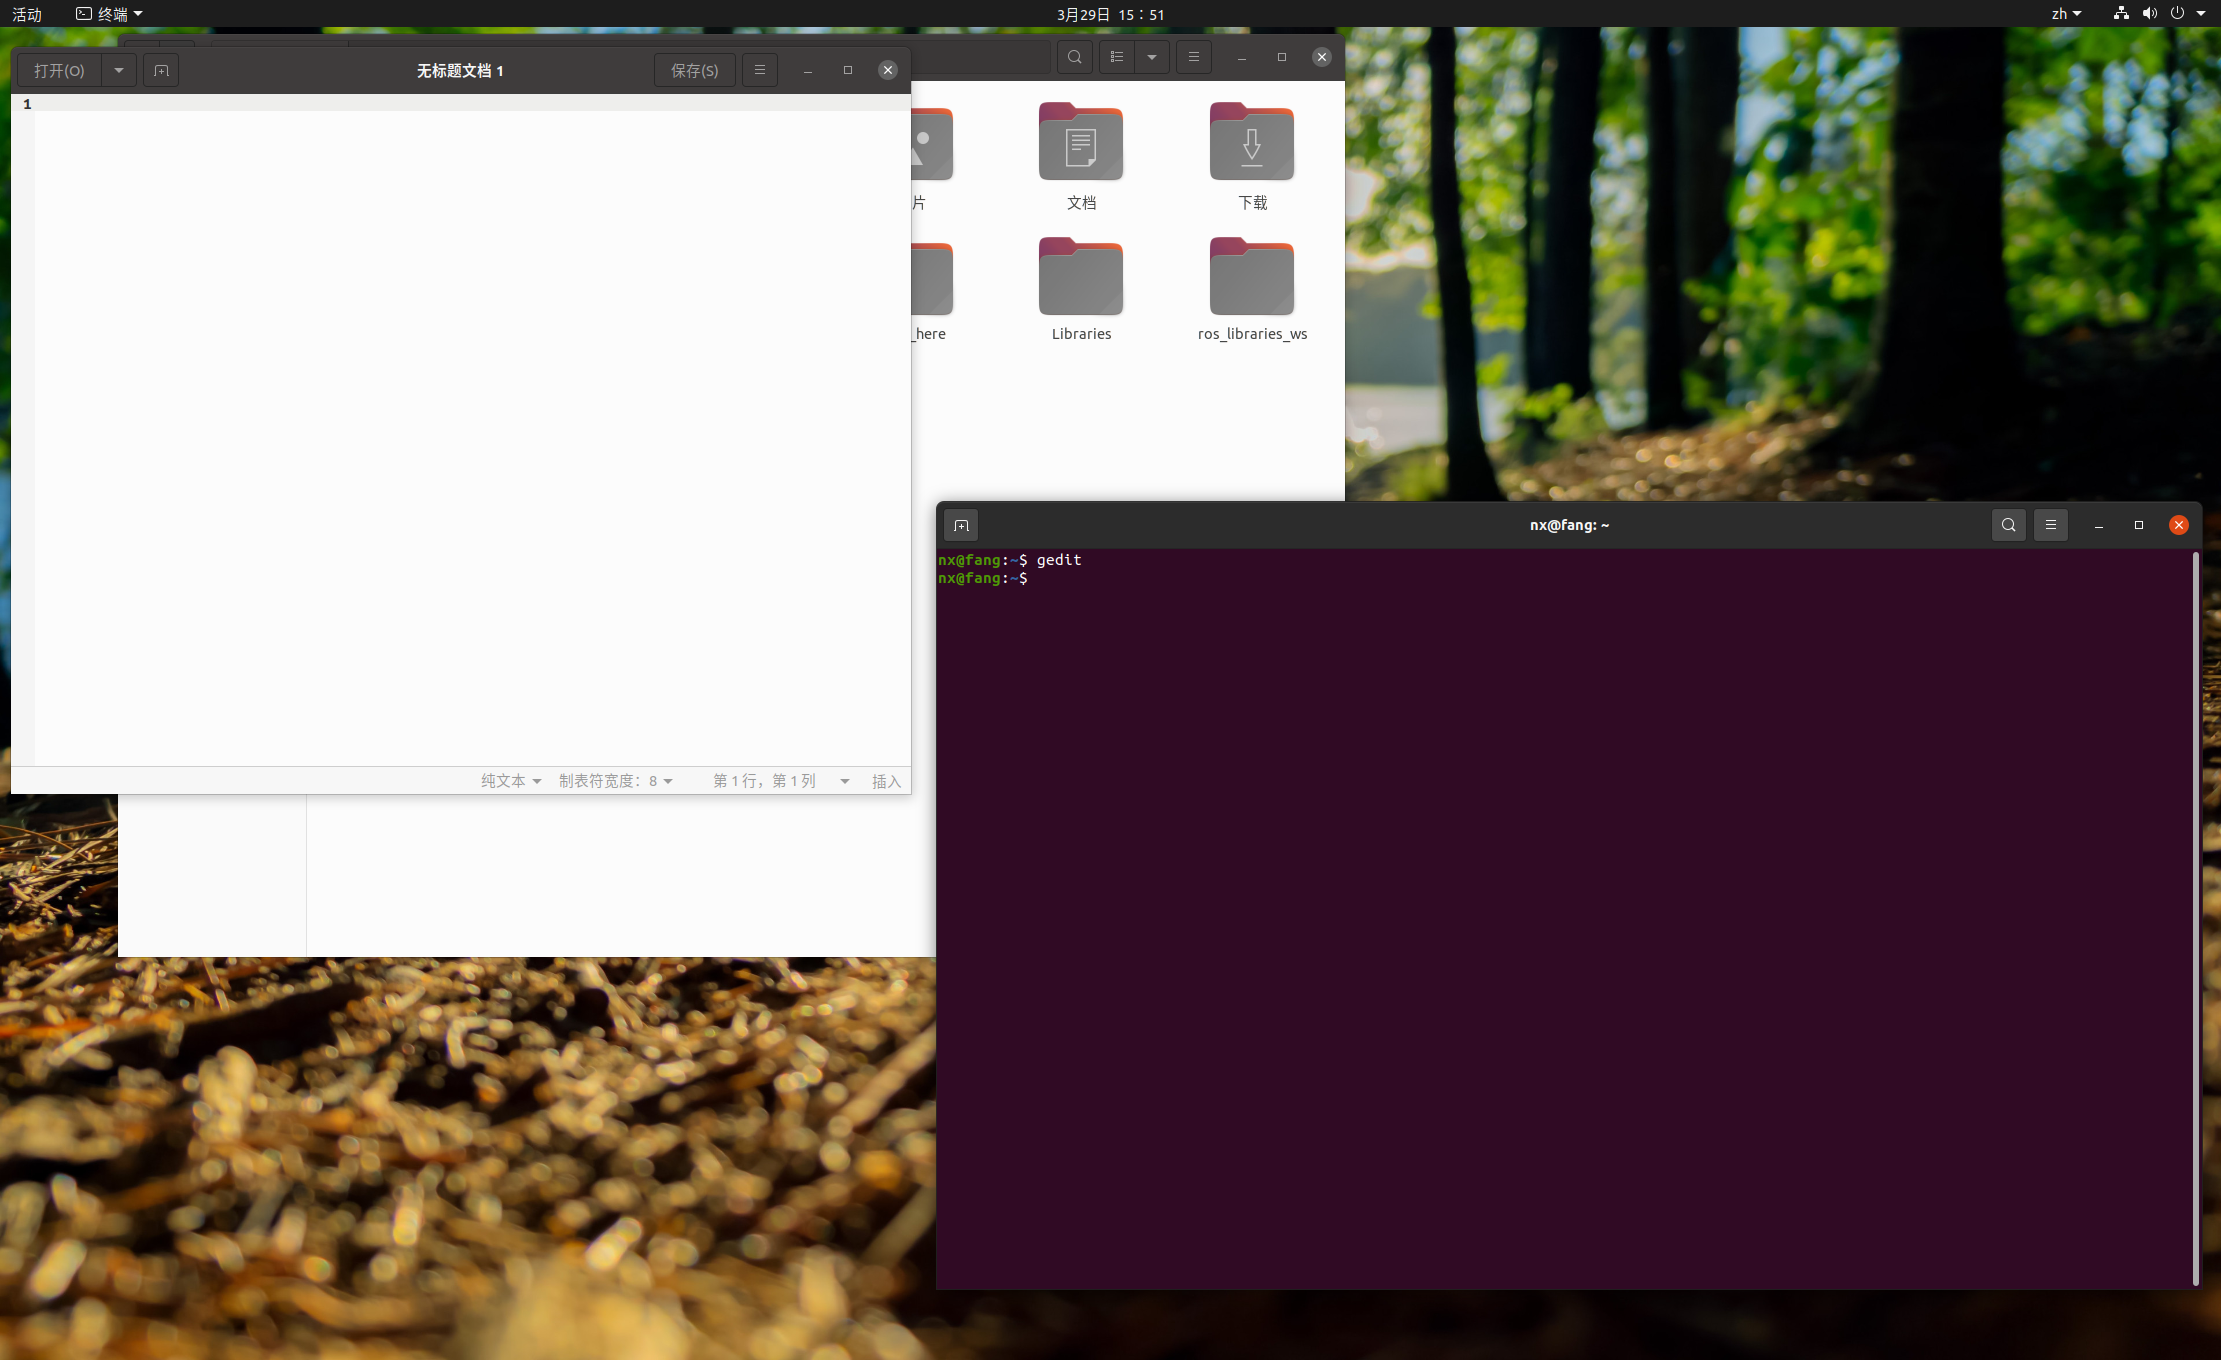 活动 终端 3月29日 15：51 zh
打开(O) 无标题文档 1 保存(S)
1
片 文档 下载
_here Libraries ros_libraries_ws
nx@fang: ~
nx@fang:~$ gedit
nx@fang:~$
纯文本 制表符宽度：8 第 1 行，第 1 列 插入